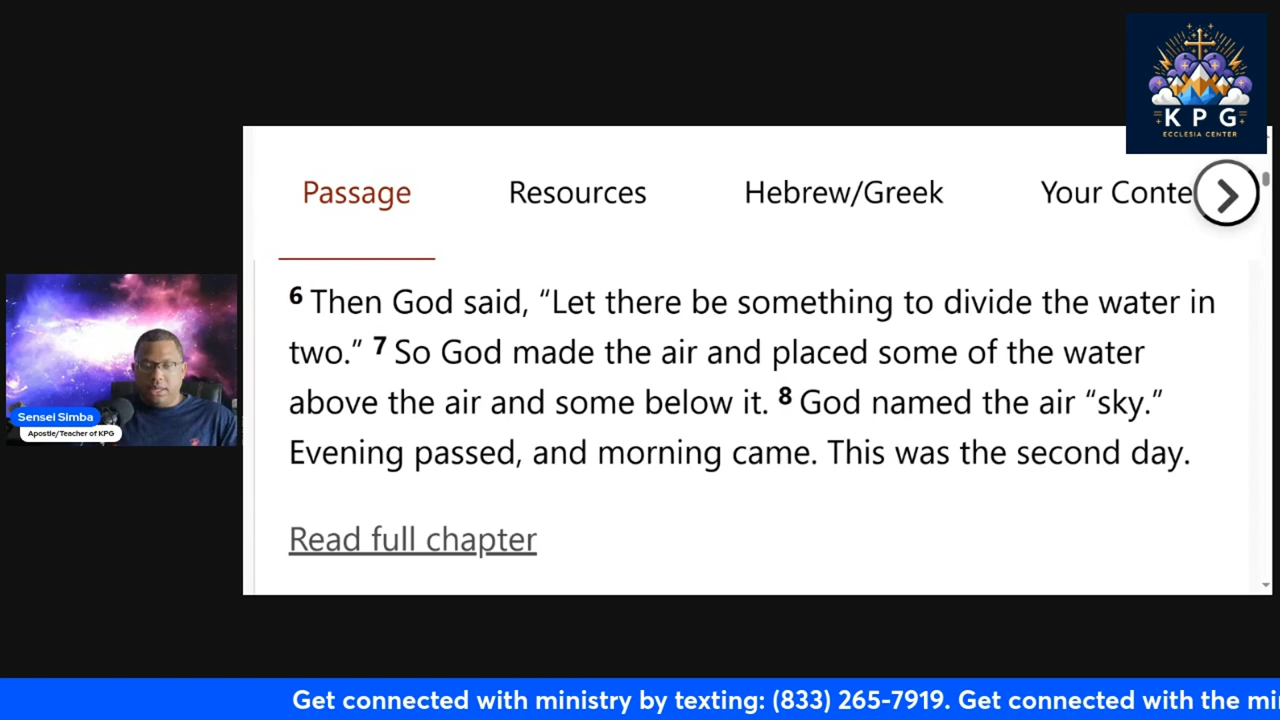 K P G
ECCLESIA CENTER
Passage
Resources
Hebrew/Greek
Your Conte
6 Then God said, “Let there be something to divide the water in
two.” 7 So God made the air and placed some of the water
above the air and some below it. 8 God named the air “sky.”
Evening passed, and morning came. This was the second day.
Read full chapter
Sensei Simba
Apostle/Teacher of KPG
Get connected with ministry by texting: (833) 265-7919. Get connected with the mi